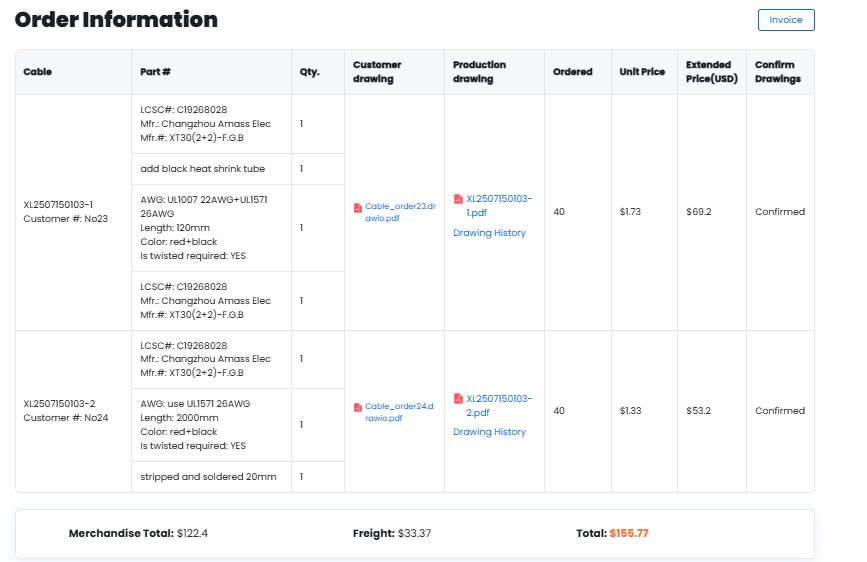 Order Information
Invoice
Cable
Part #
Qty.
Customer
drawing
Production
drawing
Ordered
Unit Price
Extended
Price(USD)
Confirm
Drawings
XL2507150103-1
Customer #: No23
LCSC#: C19268028
Mfr.: Changzhou Amass Elec
Mfr.#: XT30(2+2)-F.G.B
1
add black heat shrink tube
1
AWG: UL1007 22AWG+UL1571
26AWG
Length: 120mm
Color: red+black
Is twisted required: YES
1
LCSC#: C19268028
Mfr.: Changzhou Amass Elec
Mfr.#: XT30(2+2)-F.G.B
1
Cable_order23.dr
awio.pdf
XL2507150103-
1.pdf
Drawing History
40
$1.73
$69.2
Confirmed
XL2507150103-2
Customer #: No24
LCSC#: C19268028
Mfr.: Changzhou Amass Elec
Mfr.#: XT30(2+2)-F.G.B
1
AWG: use UL1571 26AWG
Length: 2000mm
Color: red+black
Is twisted required: YES
1
stripped and soldered 20mm
1
Cable_order24.d
rawio.pdf
XL2507150103-
2.pdf
Drawing History
40
$1.33
$53.2
Confirmed
Merchandise Total: $122.4
Freight: $33.37
Total: $155.77